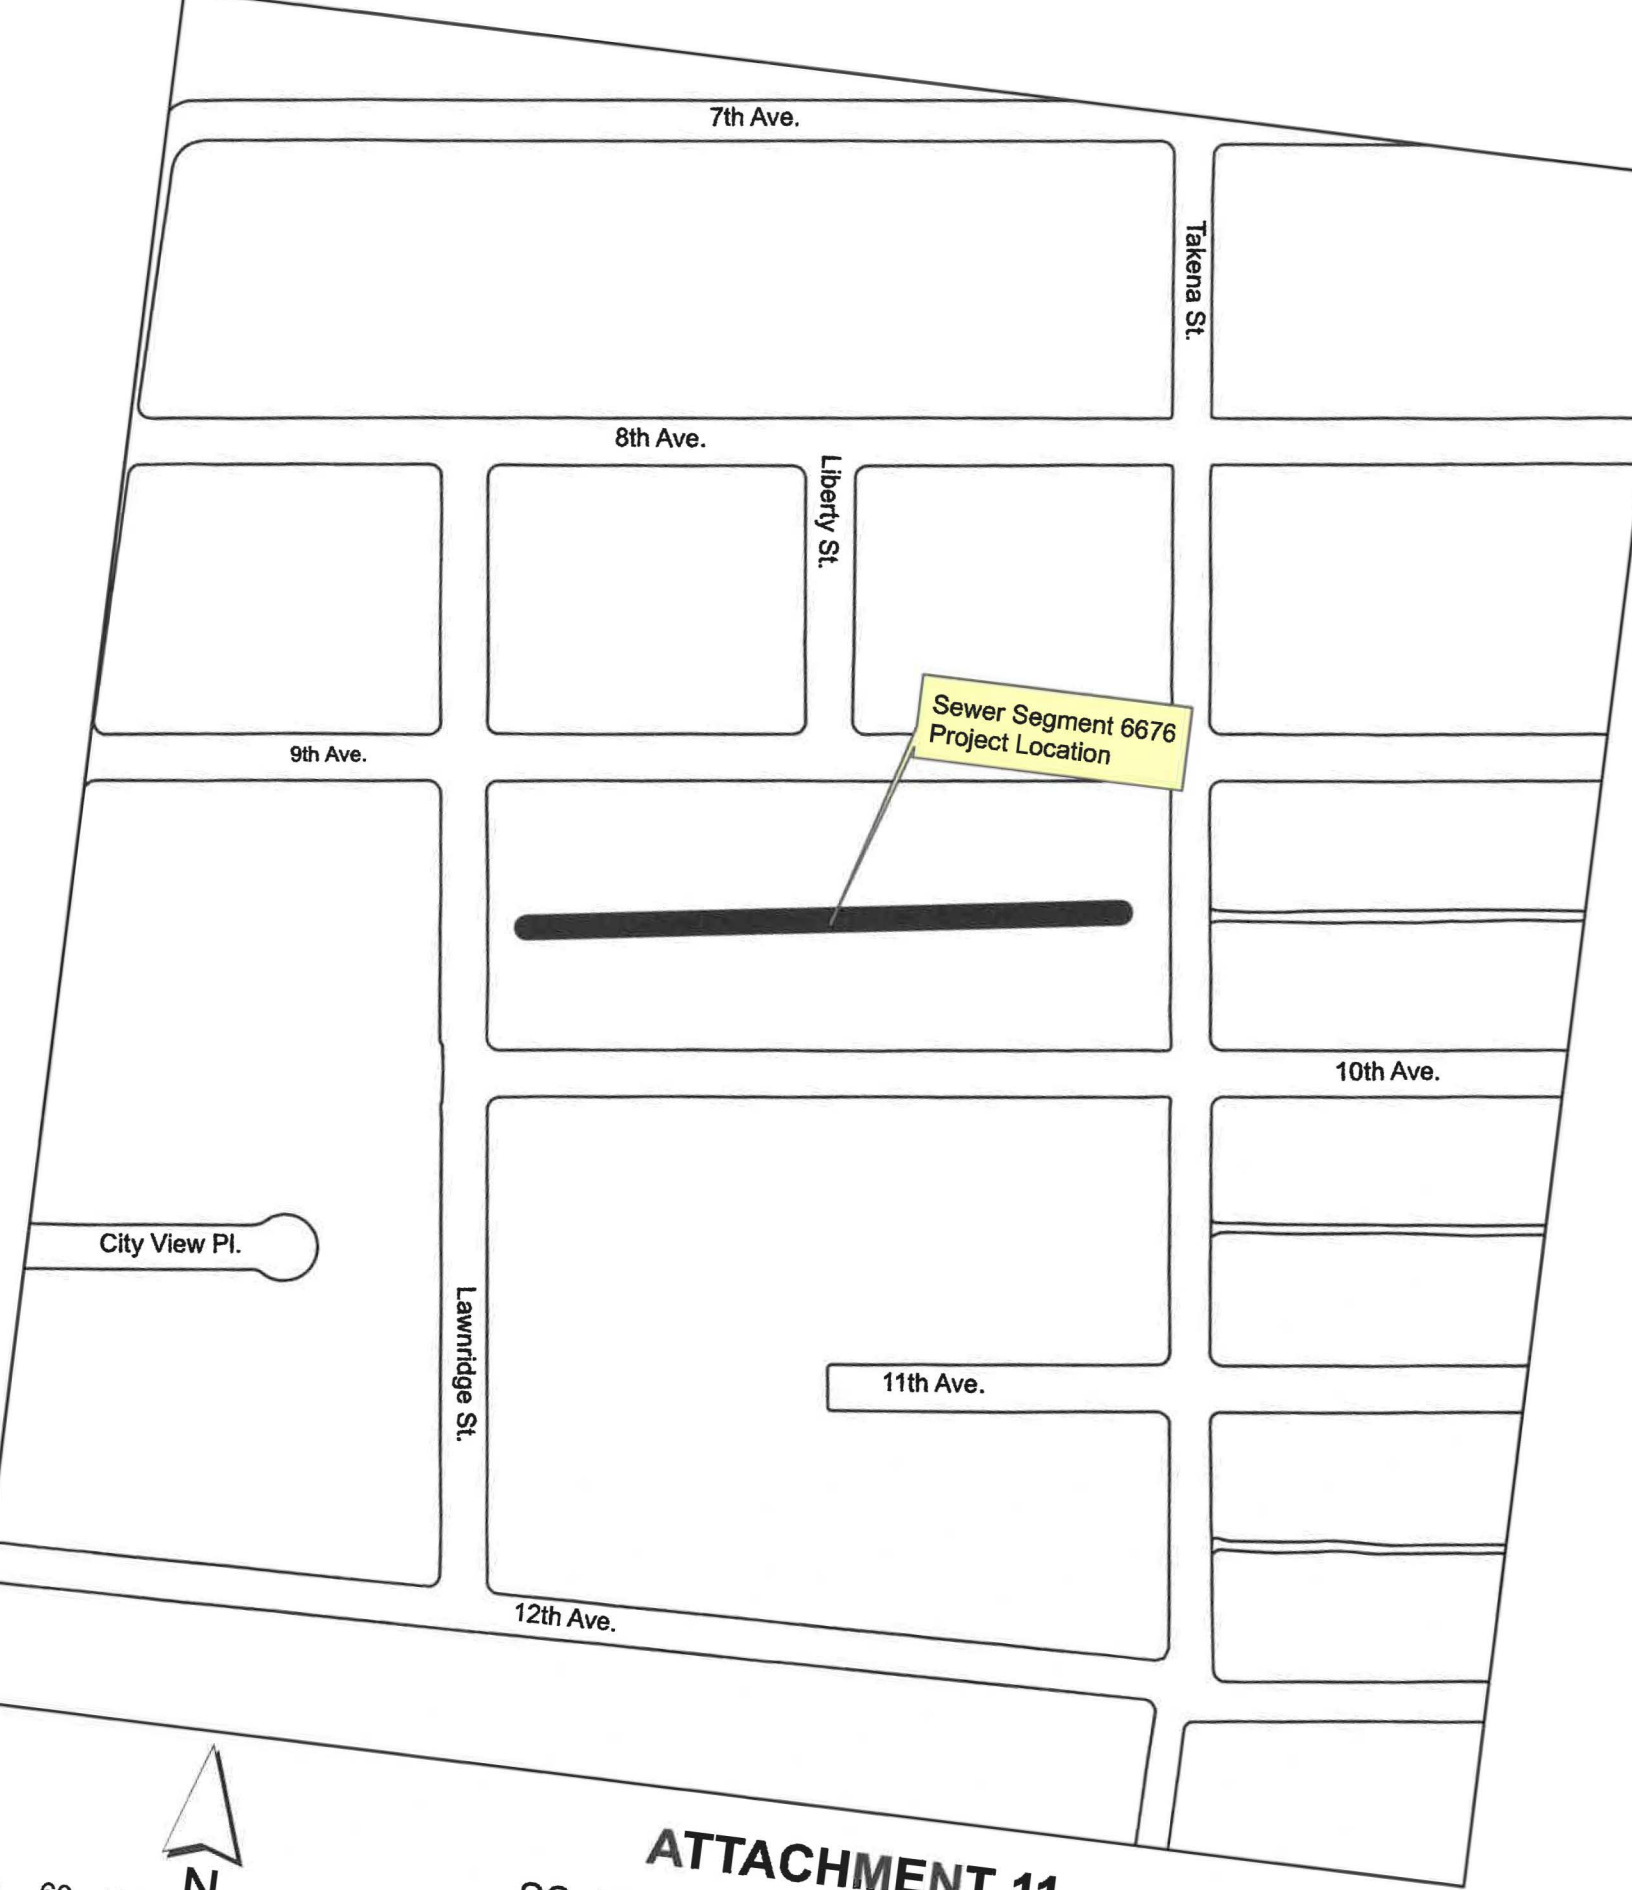 7th Ave.
Takena St.
8th Ave.
Liberty St.
Sewer Segment 6676
Project Location
9th Ave.
10th Ave.
City View Pl.
Lawnridge St.
11th Ave.
12th Ave.
ATTACHMENT 11
N